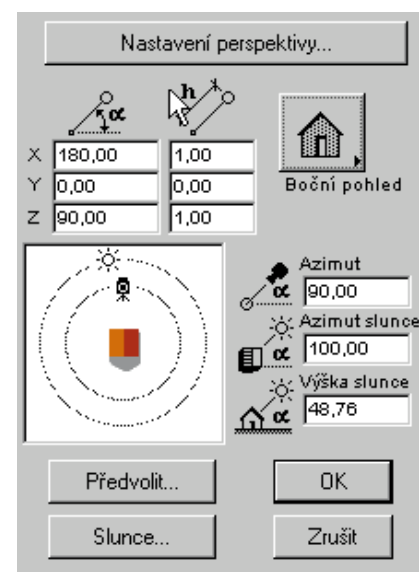 Nastavení perspektivy...
α h
X 180,00 1,00
Y 0,00 0,00
Boční pohled
Z 90,00 1,00
Azimut
α 90,00
Azimut slunce
α 100,00
Výška slunce
α 48,76
Předvolit... OK
Slunce... Zrušit